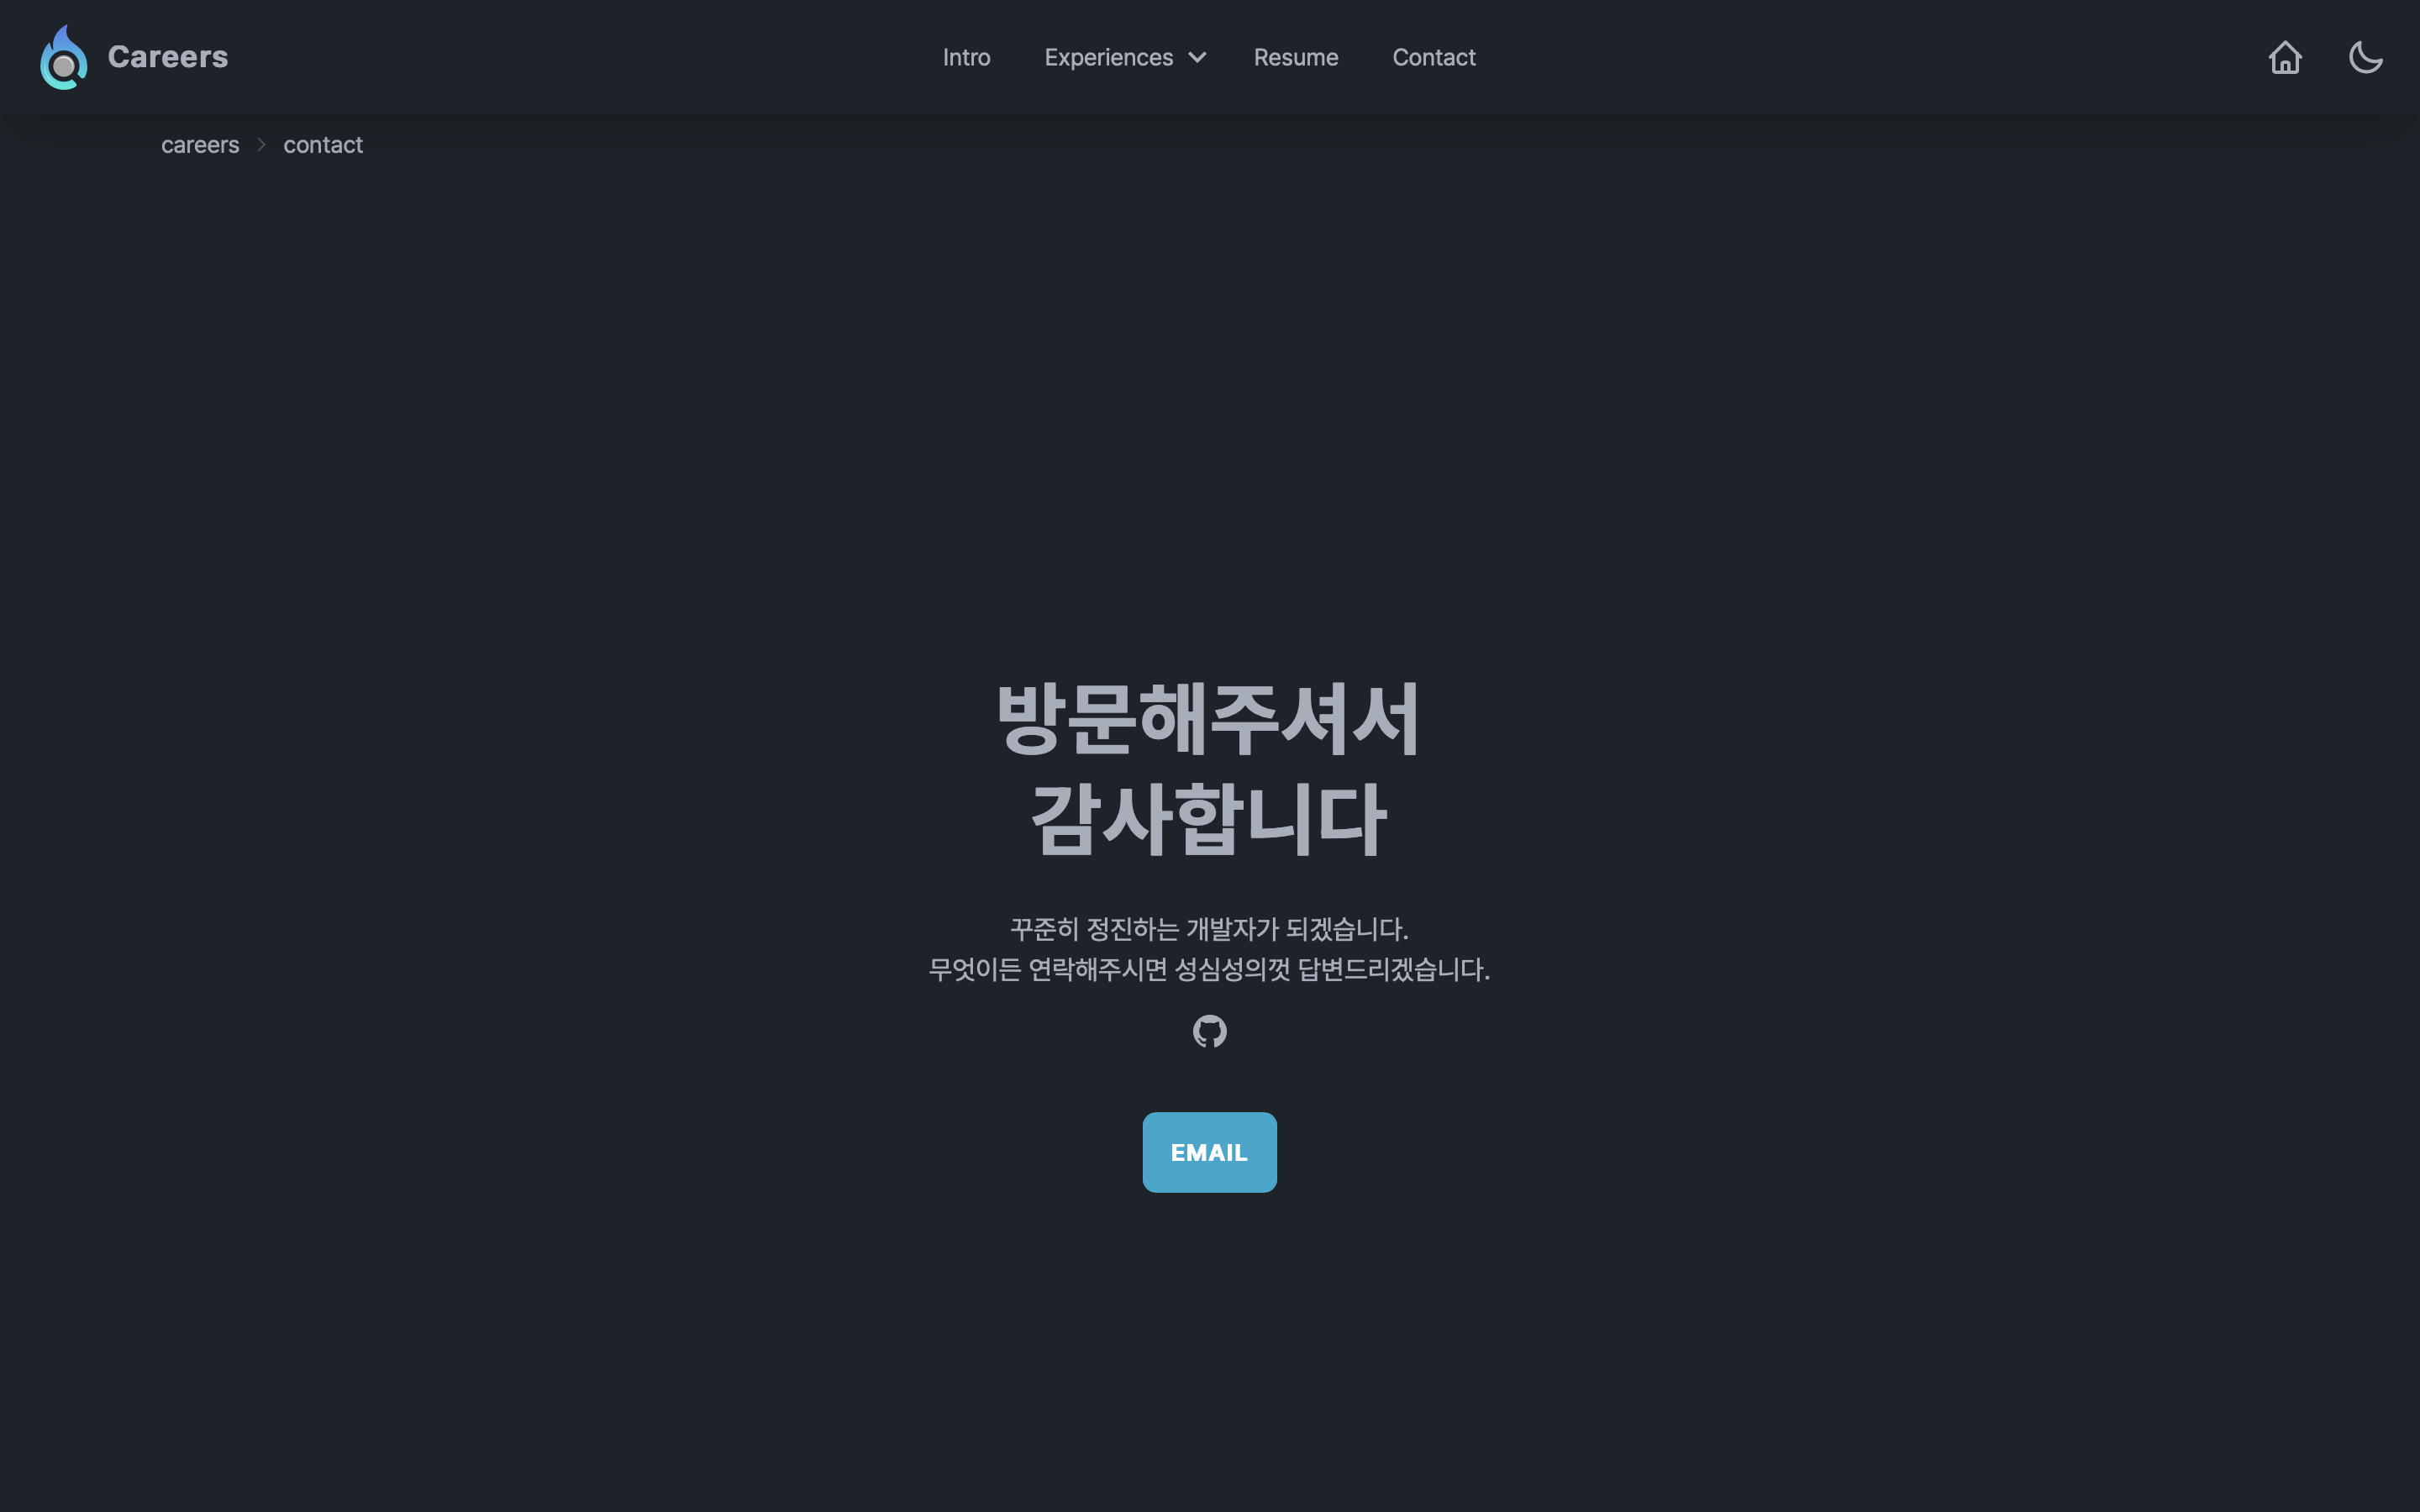 Careers
Intro
Experiences
Resume
Contact
careers
contact
방문해주셔서
감사합니다
꾸준히 정진하는 개발자가 되겠습니다.
무엇이든 연락해주시면 성심성의껏 답변드리겠습니다.
EMAIL